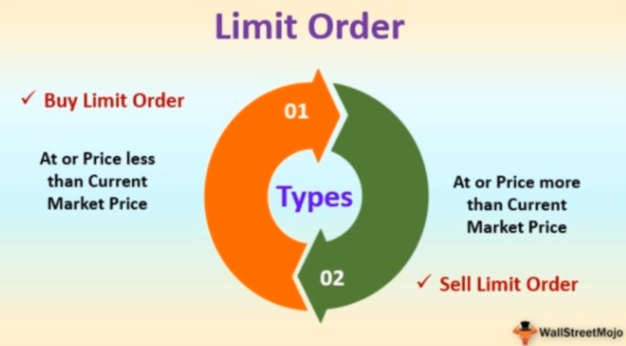 Limit Order
✓ Buy Limit Order
At or Price less
than Current
Market Price
01
Types
02
At or Price more
than Current
Market Price
✓ Sell Limit Order
WallStreetMojo